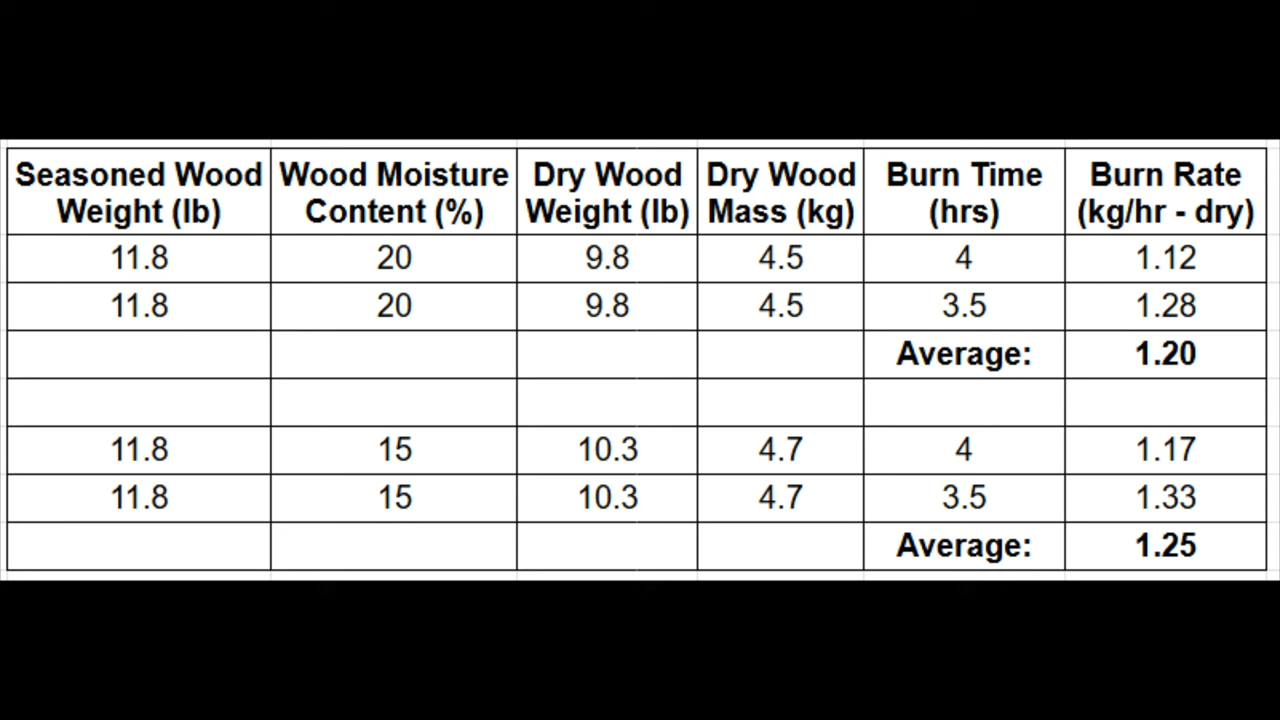 Seasoned Wood Weight (lb) Wood Moisture Content (%) Dry Wood Weight (lb) Dry Wood Mass (kg) Burn Time (hrs) Burn Rate (kg/hr - dry)
11.8 20 9.8 4.5 4 1.12
11.8 20 9.8 4.5 3.5 1.28
Average: 1.20
11.8 15 10.3 4.7 4 1.17
11.8 15 10.3 4.7 3.5 1.33
Average: 1.25